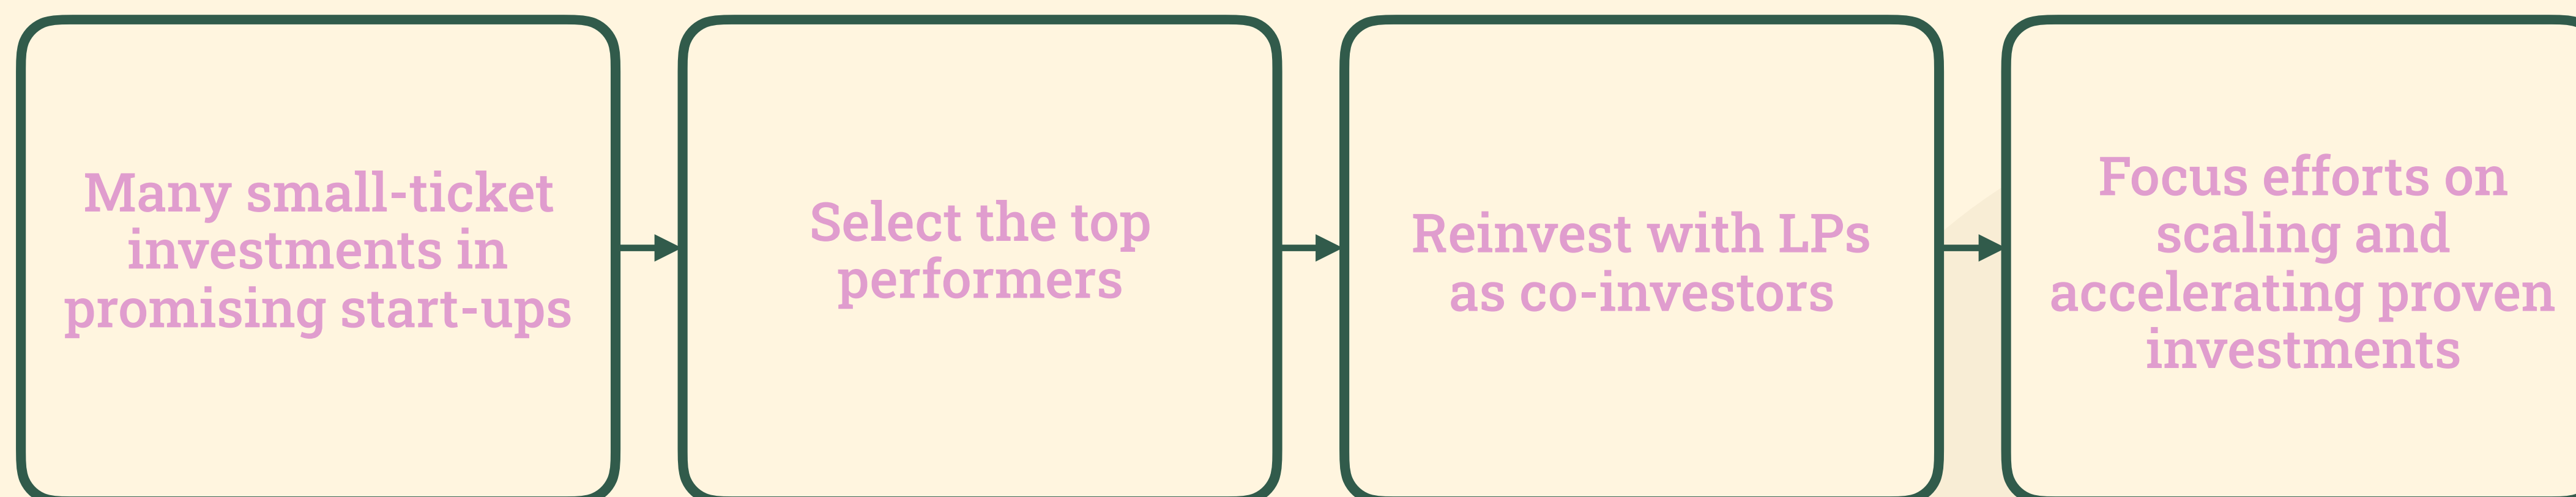 Many small-ticket
investments in
promising start-ups
Select the top
performers
Reinvest with LPs
as co-investors
Focus efforts on
scaling and
accelerating proven
investments